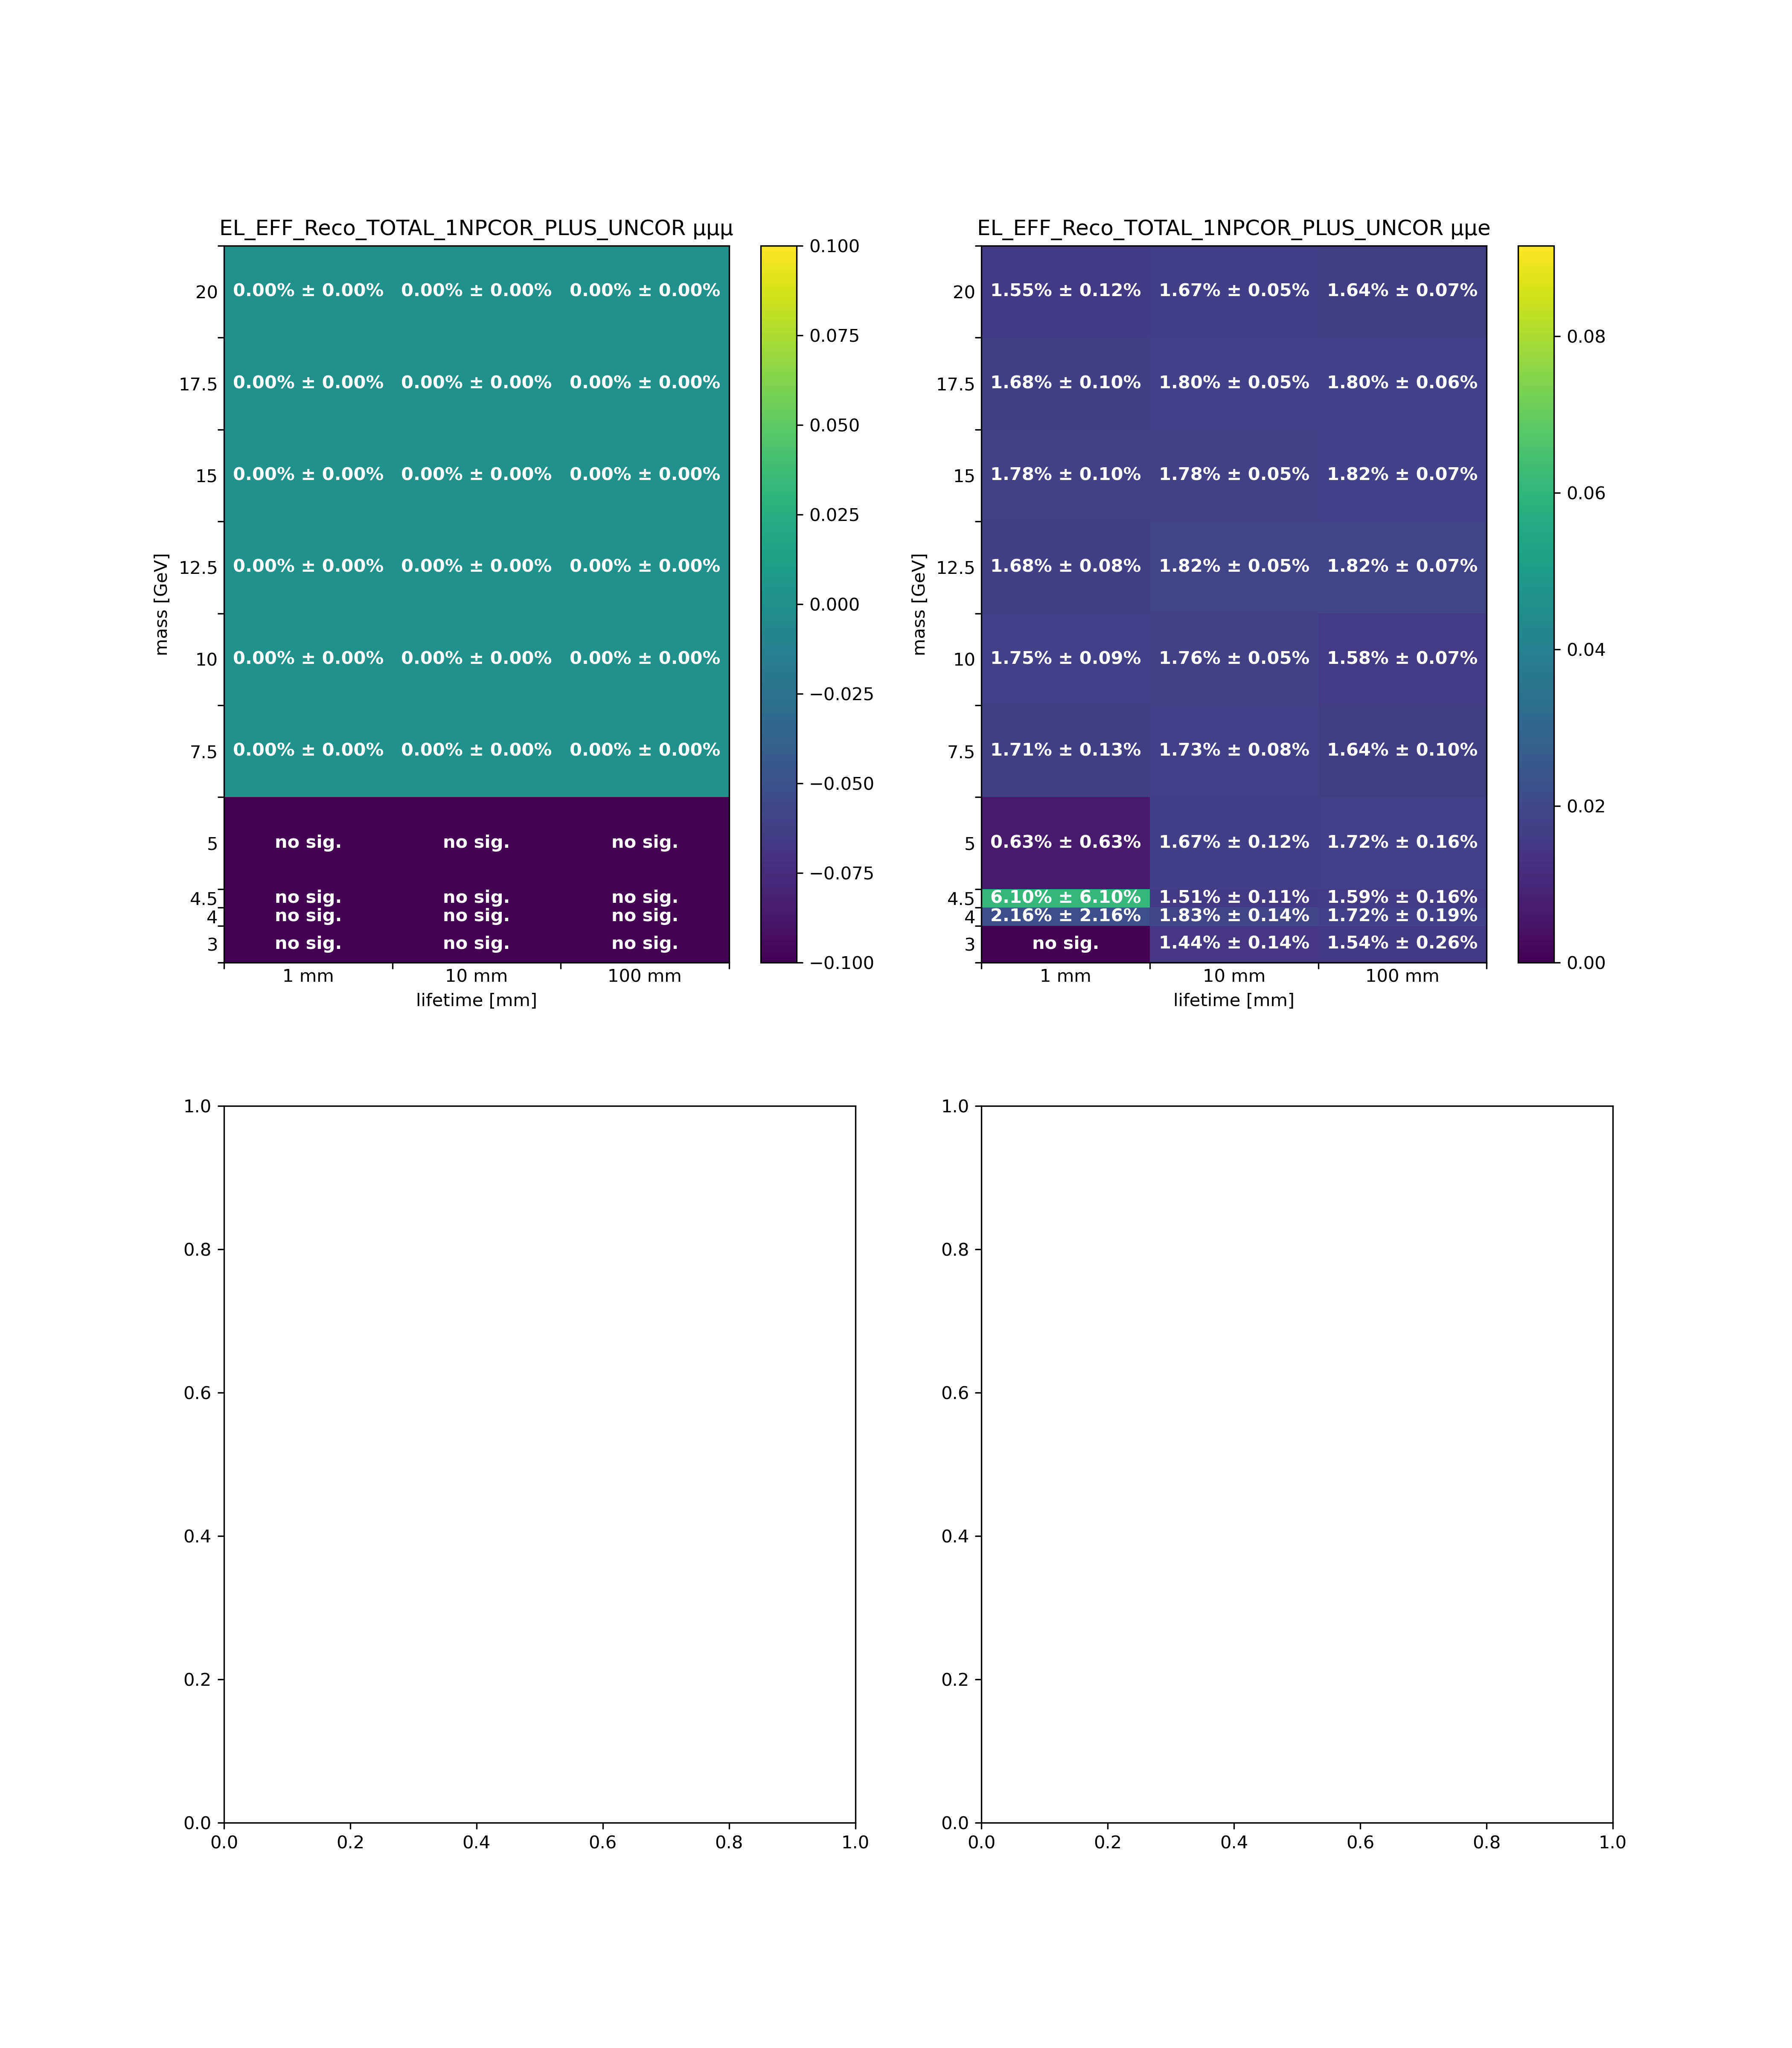 EL_EFF_Reco_TOTAL_1NPCOR_PLUS_UNCOR μμμ
mass [GeV]
20
17.5
15
12.5
10
7.5
5
4.5
4
3
0.00% ± 0.00% 0.00% ± 0.00% 0.00% ± 0.00%
0.00% ± 0.00% 0.00% ± 0.00% 0.00% ± 0.00%
0.00% ± 0.00% 0.00% ± 0.00% 0.00% ± 0.00%
0.00% ± 0.00% 0.00% ± 0.00% 0.00% ± 0.00%
0.00% ± 0.00% 0.00% ± 0.00% 0.00% ± 0.00%
0.00% ± 0.00% 0.00% ± 0.00% 0.00% ± 0.00%
no sig. no sig. no sig.
no sig. no sig. no sig.
no sig. no sig. no sig.
no sig. no sig. no sig.
1 mm 10 mm 100 mm
lifetime [mm]
0.100
0.075
0.050
0.025
0.000
−0.025
−0.050
−0.075
−0.100
EL_EFF_Reco_TOTAL_1NPCOR_PLUS_UNCOR μμe
mass [GeV]
20
17.5
15
12.5
10
7.5
5
4.5
4
3
1.55% ± 0.12% 1.67% ± 0.05% 1.64% ± 0.07%
1.68% ± 0.10% 1.80% ± 0.05% 1.80% ± 0.06%
1.78% ± 0.10% 1.78% ± 0.05% 1.82% ± 0.07%
1.68% ± 0.08% 1.82% ± 0.05% 1.82% ± 0.07%
1.75% ± 0.09% 1.76% ± 0.05% 1.58% ± 0.07%
1.71% ± 0.13% 1.73% ± 0.08% 1.64% ± 0.10%
0.63% ± 0.63% 1.67% ± 0.12% 1.72% ± 0.16%
6.10% ± 6.10% 1.51% ± 0.11% 1.59% ± 0.16%
2.16% ± 2.16% 1.83% ± 0.14% 1.72% ± 0.19%
no sig. 1.44% ± 0.14% 1.54% ± 0.26%
1 mm 10 mm 100 mm
lifetime [mm]
0.08
0.06
0.04
0.02
0.00
1.0
0.8
0.6
0.4
0.2
0.0
0.0 0.2 0.4 0.6 0.8 1.0
1.0
0.8
0.6
0.4
0.2
0.0
0.0 0.2 0.4 0.6 0.8 1.0